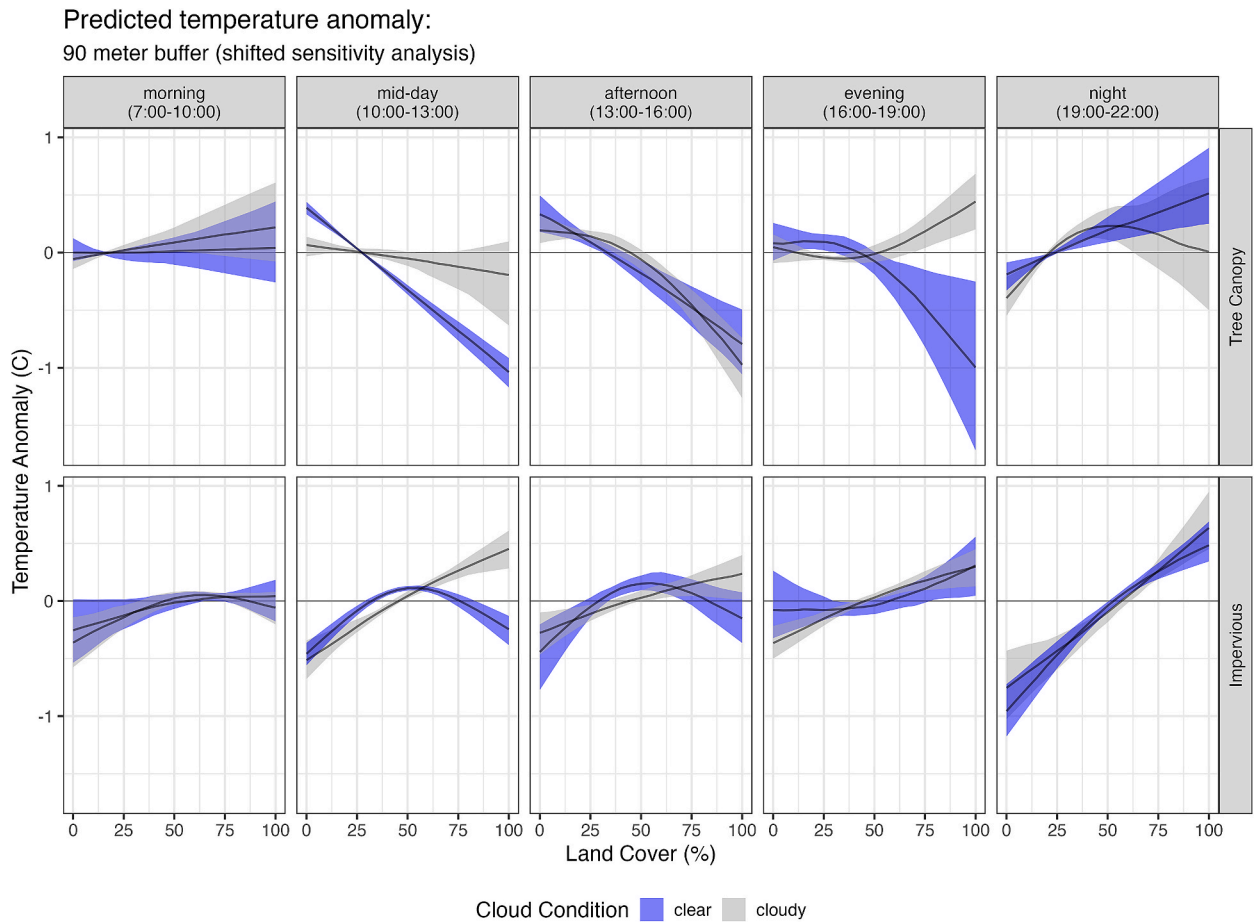 Predicted temperature anomaly:
90 meter buffer (shifted sensitivity analysis)
morning
(7:00-10:00)
mid-day
(10:00-13:00)
afternoon
(13:00-16:00)
evening
(16:00-19:00)
night
(19:00-22:00)
1
0
-1
Tree Canopy
Temperature Anomaly (C)
1
0
-1
Impervious
0 25 50 75 100
0 25 50 75 100
0 25 50 75 100
0 25 50 75 100
0 25 50 75 100
Land Cover (%)
Cloud Condition clear cloudy